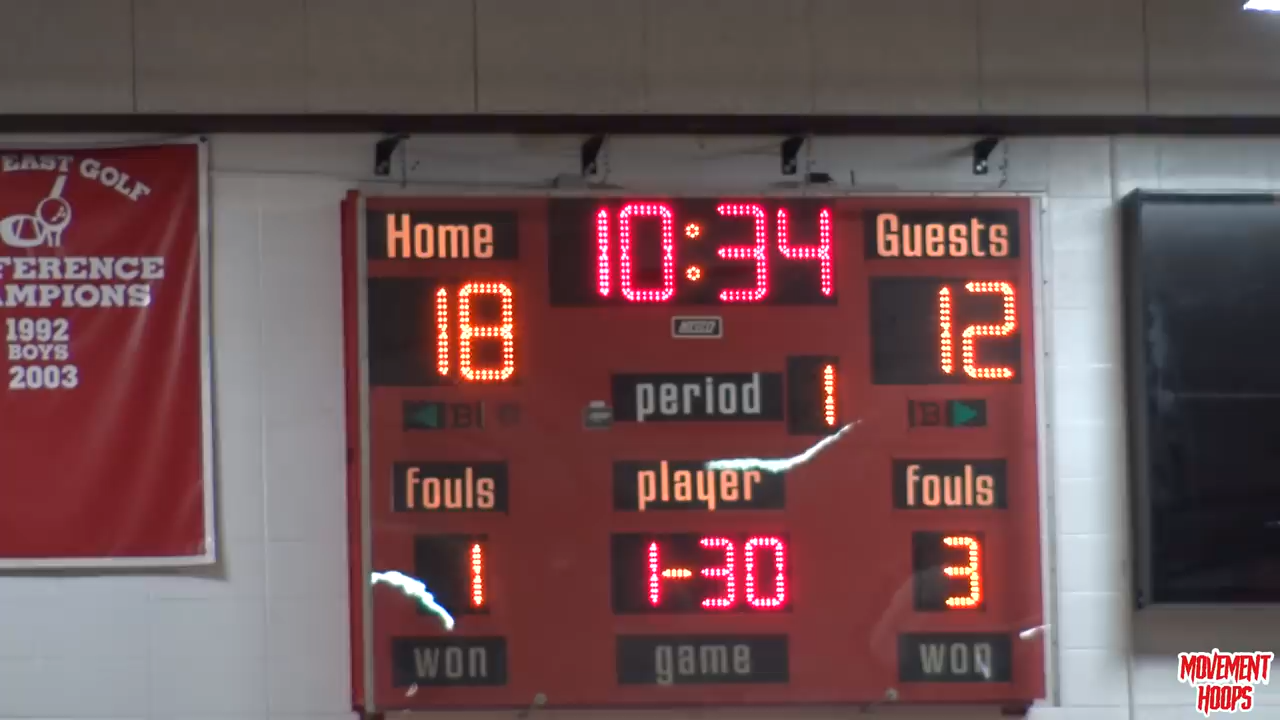 EAST GOLF
FERENCE
MPIONS
1992
BOYS
2003
Home
10:34
Guests
18
12
period
1
B
B
fouls
player
fouls
1
1-30
3
won
game
won
MOVEMENT
HOOPS